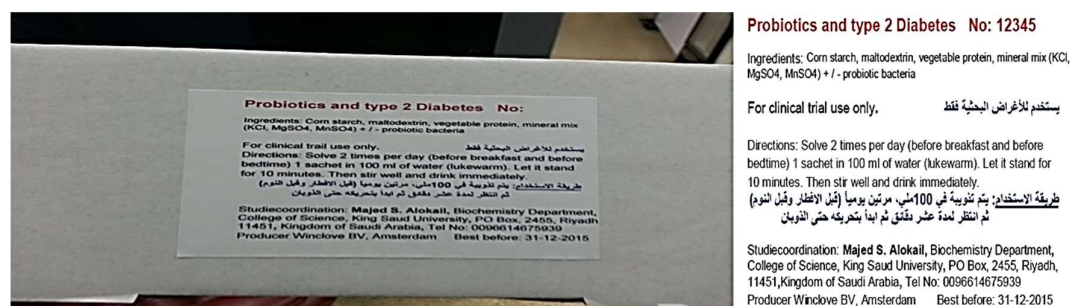 Probiotics and type 2 Diabetes No:
Ingredients: Corn starch, maltodextrin, vegetable protein, mineral mix
(KCl, MgSO4, MnSO4) + / - probiotic bacteria
For clinical trail use only. يستخدم للأغراض البحثية فقط
Directions: Solve 2 times per day (before breakfast and before
bedtime) 1 sachet in 100 ml of water (lukewarm). Let it stand
for 10 minutes. Then stir well and drink immediately.
طريقة الاستخدام: يتم تذويبة في 100ملي، مرتين يومياً (قبل الافطار وقبل النوم)
ثم انتظر لمدة عشر دقائق ثم ابدأ بتحريكه حتى الذوبان
Studiecoordination: Majed S. Alokail, Biochemistry Department,
College of Science, King Saud University, PO Box, 2455, Riyadh
11451, Kingdom of Saudi Arabia, Tel No: 0096614675939
Producer Winclove BV, Amsterdam Best before: 31-12-2015
Probiotics and type 2 Diabetes No: 12345
Ingredients: Corn starch, maltodextrin, vegetable protein, mineral mix (KCl,
MgSO4, MnSO4) + / - probiotic bacteria
For clinical trial use only. يستخدم للأغراض البحثية فقط
Directions: Solve 2 times per day (before breakfast and before
bedtime) 1 sachet in 100 ml of water (lukewarm). Let it stand for
10 minutes. Then stir well and drink immediately.
طريقة الاستخدام: يتم تذويبة في 100ملي، مرتين يومياً (قبل الافطار وقبل النوم)
ثم انتظر لمدة عشر دقائق ثم ابدأ بتحريكه حتى الذوبان
Studiecoordination: Majed S. Alokail, Biochemistry Department,
College of Science, King Saud University, PO Box, 2455, Riyadh,
11451,Kingdom of Saudi Arabia, Tel No: 0096614675939
Producer Winclove BV, Amsterdam Best before: 31-12-2015